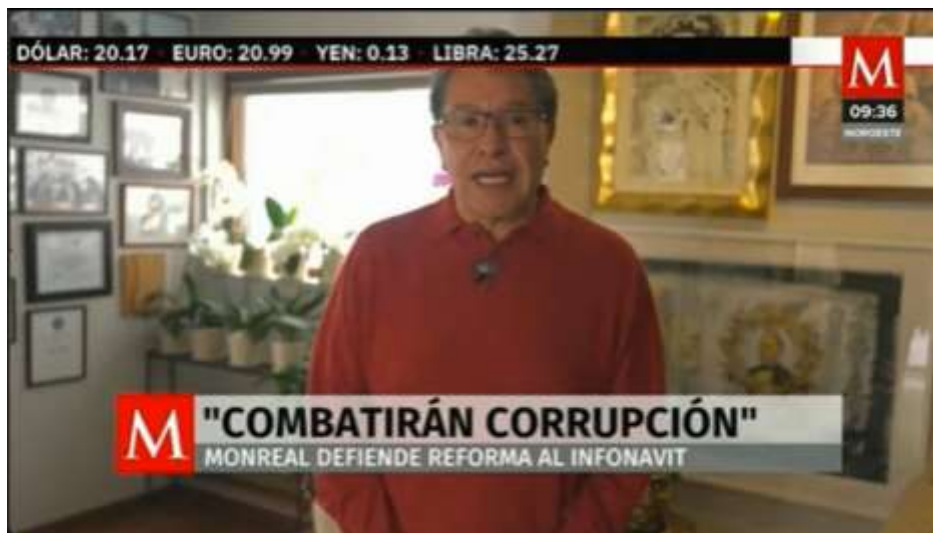 DÓLAR: 20.17 EURO: 20.99 YEN: 0.13 LIBRA: 25.27
M
09:36
NOROESTE
M
"COMBATIRÁN CORRUPCIÓN"
MONREAL DEFIENDE REFORMA AL INFONAVIT